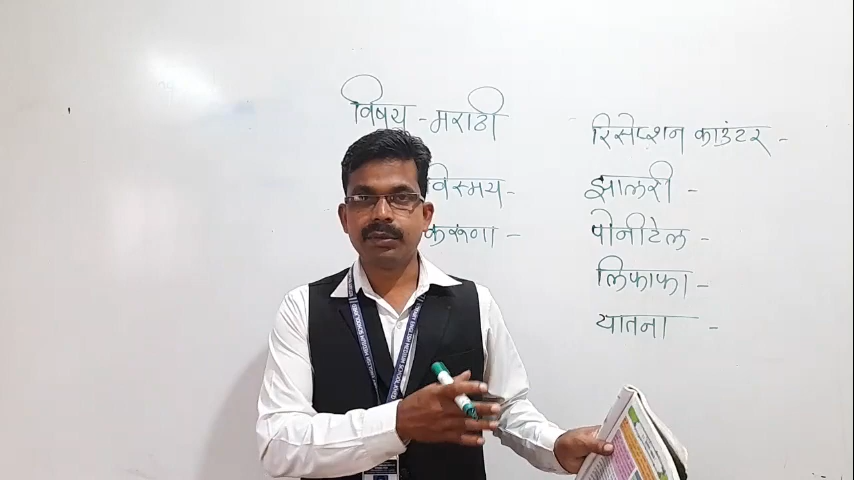 विषय - मराठी
विस्मय -
करूणा -
रिसेप्शन काउंटर -
झालरी -
पोनीटेल -
लिफाफा -
यातना -